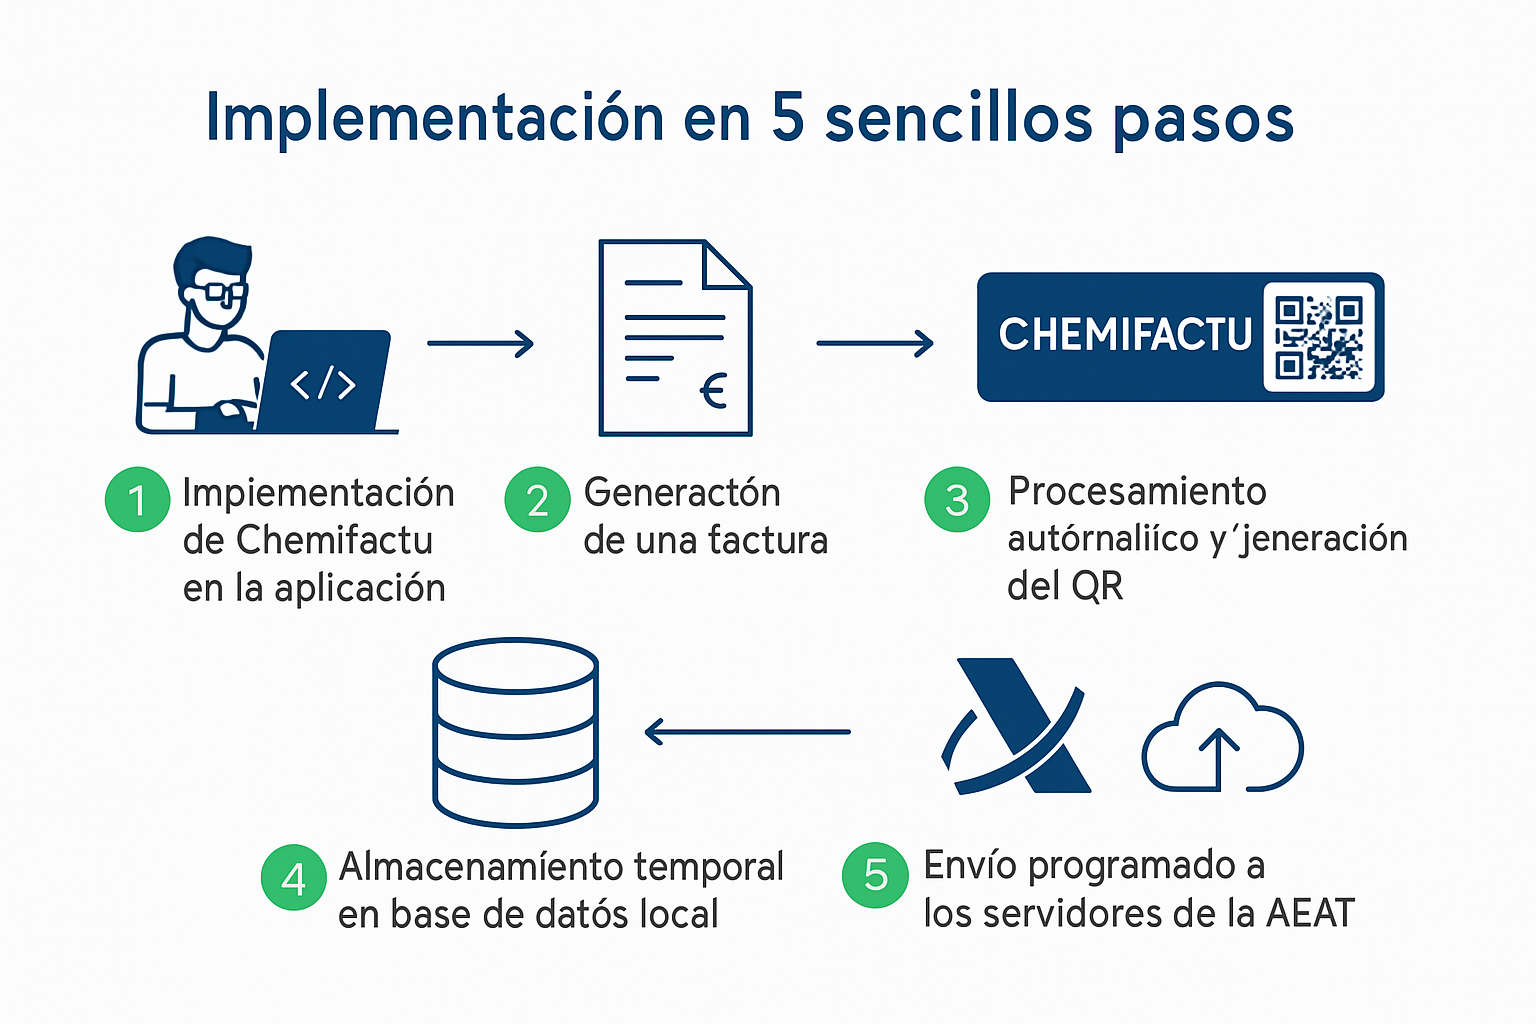 Implementación en 5 sencillos pasos
</>
€
CHEMIFACTU
1 Impiementación
de Chemifactu
en la aplicación
2 Generactón
de una factura
3 Procesamiento
autórnaliíco y´jeneración
del QR
4 Almacenamíento temporal
en base de datós local
5 Envío programado a
los servidores de la AEAT